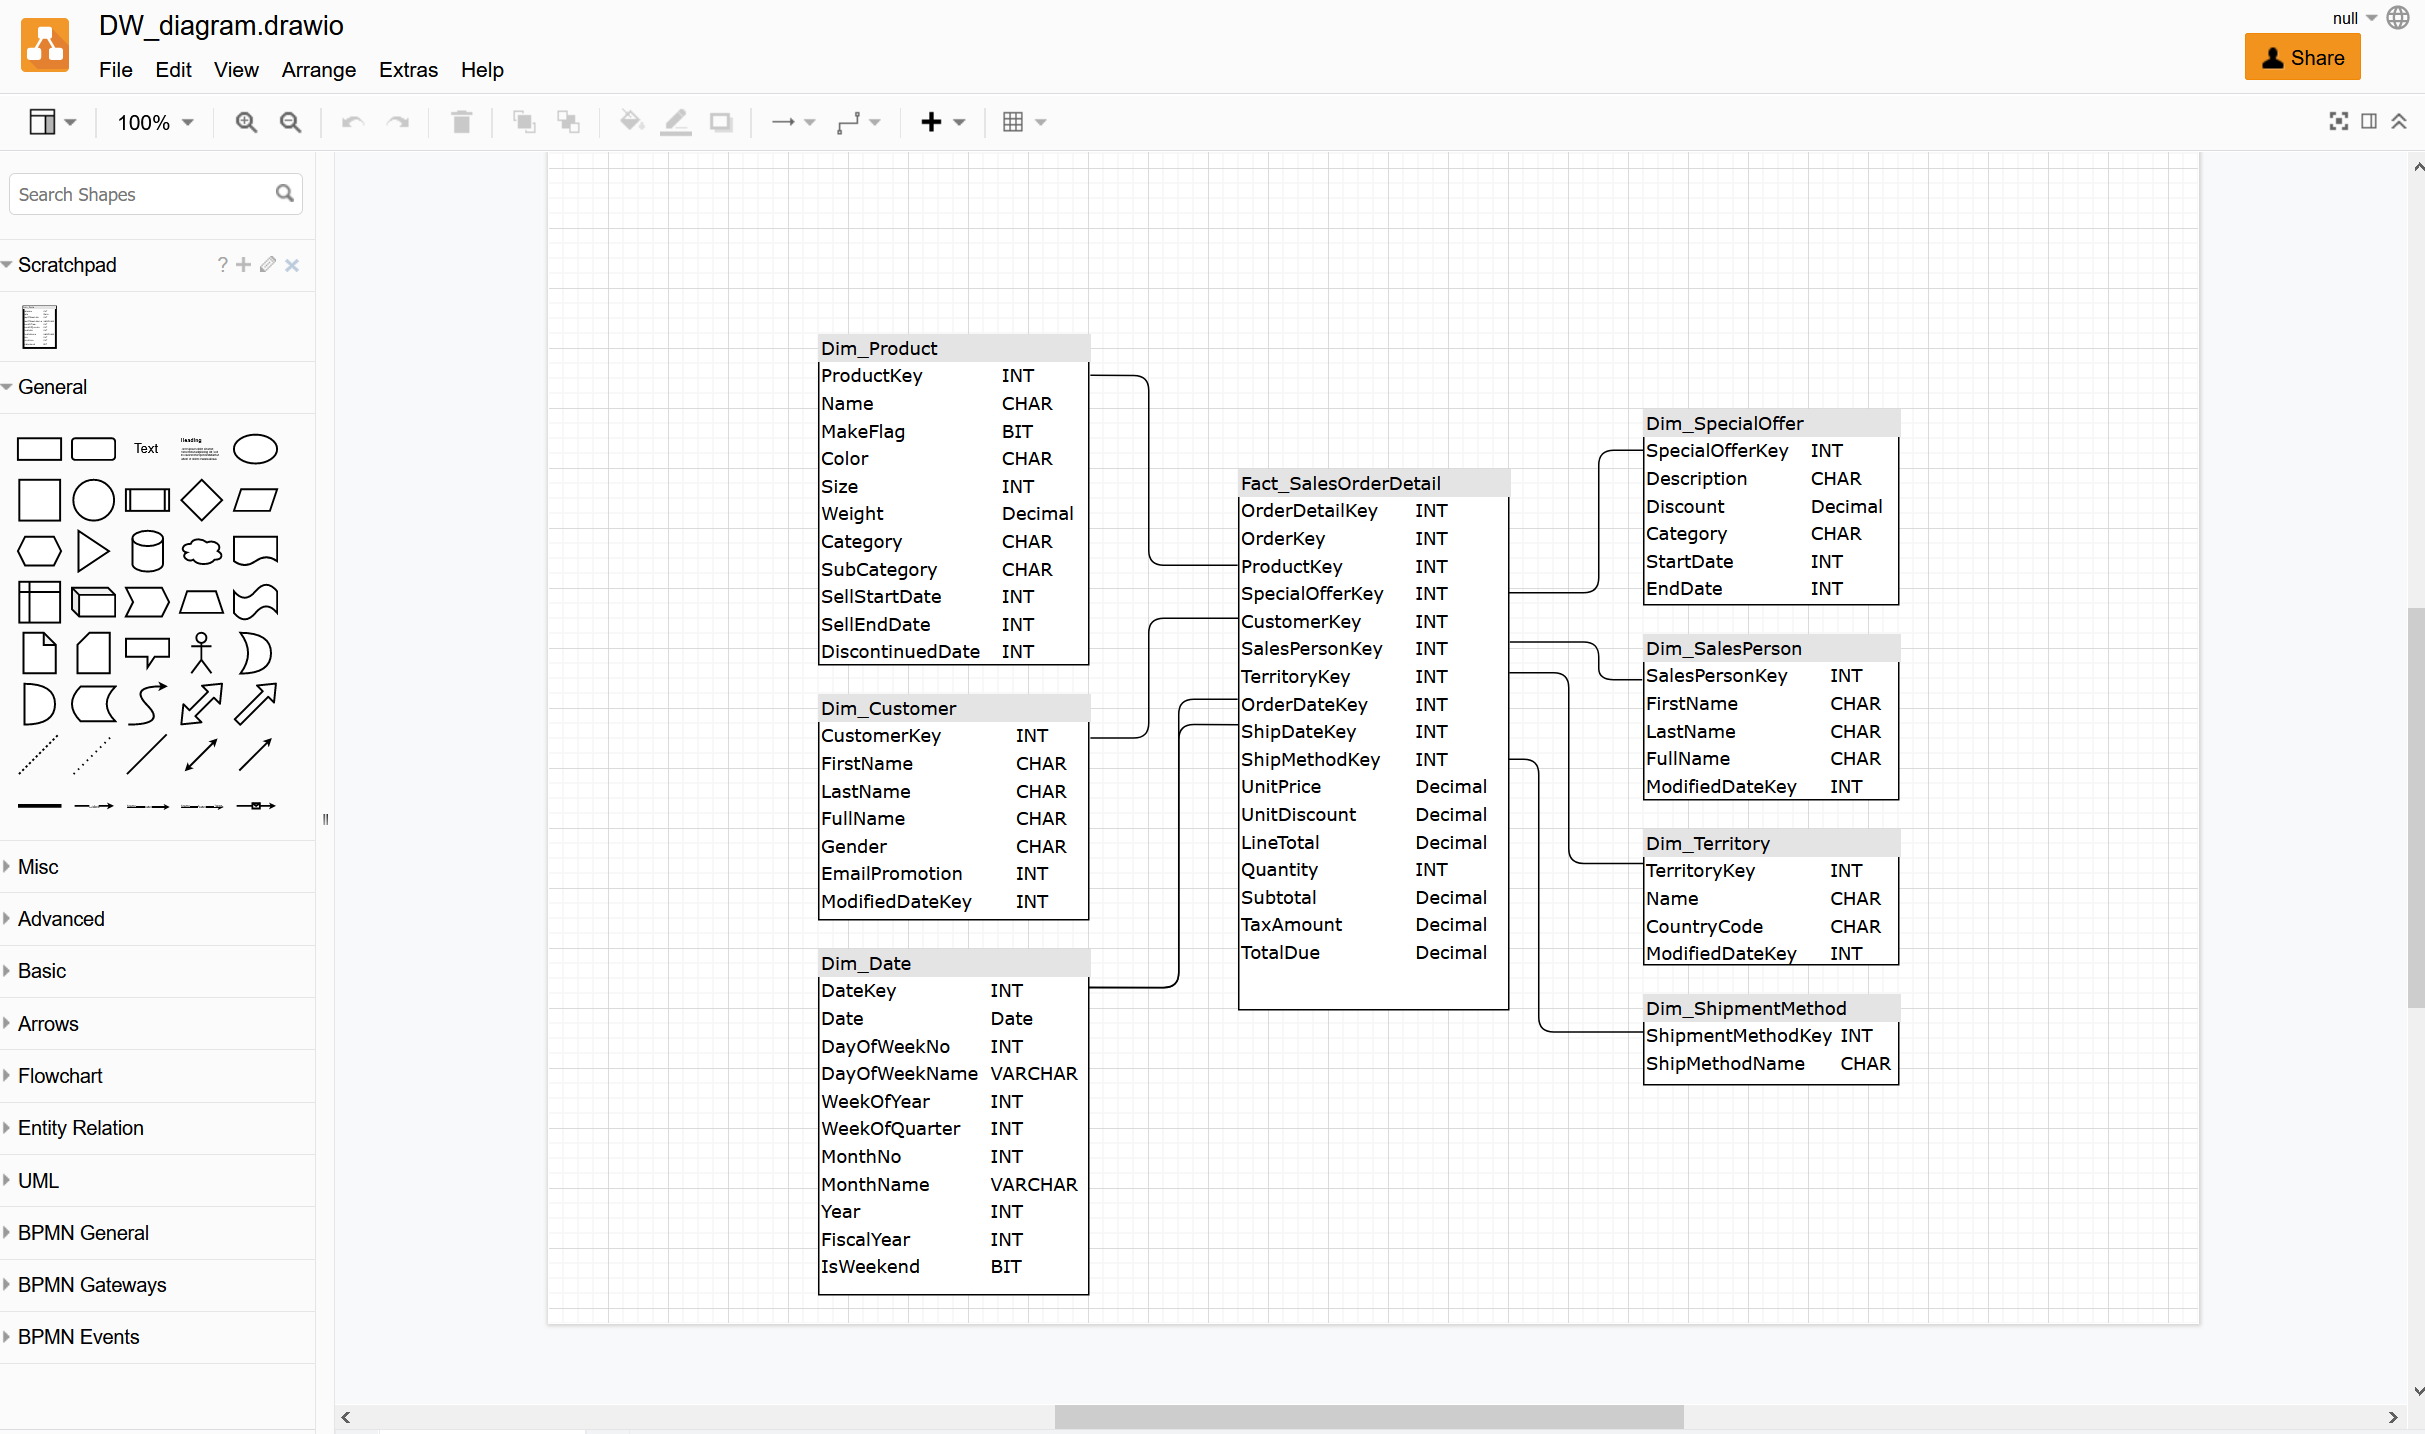 DW_diagram.drawio
null
File Edit View Arrange Extras Help
Share
100%
Search Shapes
Scratchpad
?
General
Text
Heading
Misc
Advanced
Basic
Arrows
Flowchart
Entity Relation
UML
BPMN General
BPMN Gateways
BPMN Events
Dim_Product
ProductKey INT
Name CHAR
MakeFlag BIT
Color CHAR
Size INT
Weight Decimal
Category CHAR
SubCategory CHAR
SellStartDate INT
SellEndDate INT
DiscontinuedDate INT
Dim_Customer
CustomerKey INT
FirstName CHAR
LastName CHAR
FullName CHAR
Gender CHAR
EmailPromotion INT
ModifiedDateKey INT
Dim_Date
DateKey INT
Date Date
DayOfWeekNo INT
DayOfWeekName VARCHAR
WeekOfYear INT
WeekOfQuarter INT
MonthNo INT
MonthName VARCHAR
Year INT
FiscalYear INT
IsWeekend BIT
Fact_SalesOrderDetail
OrderDetailKey INT
OrderKey INT
ProductKey INT
SpecialOfferKey INT
CustomerKey INT
SalesPersonKey INT
TerritoryKey INT
OrderDateKey INT
ShipDateKey INT
ShipMethodKey INT
UnitPrice Decimal
UnitDiscount Decimal
LineTotal Decimal
Quantity INT
Subtotal Decimal
TaxAmount Decimal
TotalDue Decimal
Dim_SpecialOffer
SpecialOfferKey INT
Description CHAR
Discount Decimal
Category CHAR
StartDate INT
EndDate INT
Dim_SalesPerson
SalesPersonKey INT
FirstName CHAR
LastName CHAR
FullName CHAR
ModifiedDateKey INT
Dim_Territory
TerritoryKey INT
Name CHAR
CountryCode CHAR
ModifiedDateKey INT
Dim_ShipmentMethod
ShipmentMethodKey INT
ShipMethodName CHAR